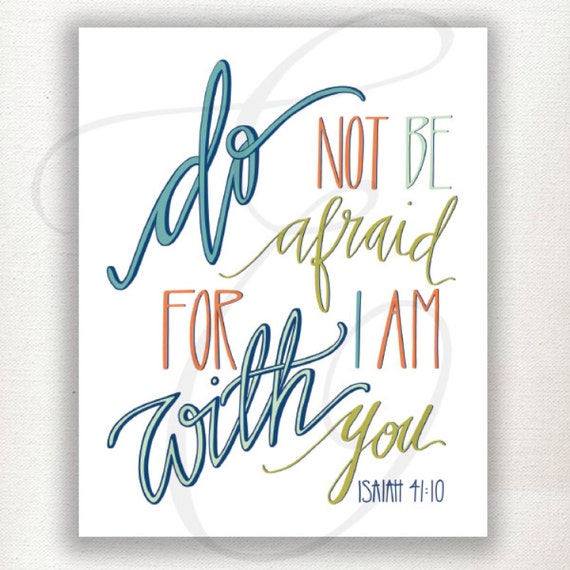 do NOT BE
afraid
FOR I AM
with you
ISAIAH 41:10